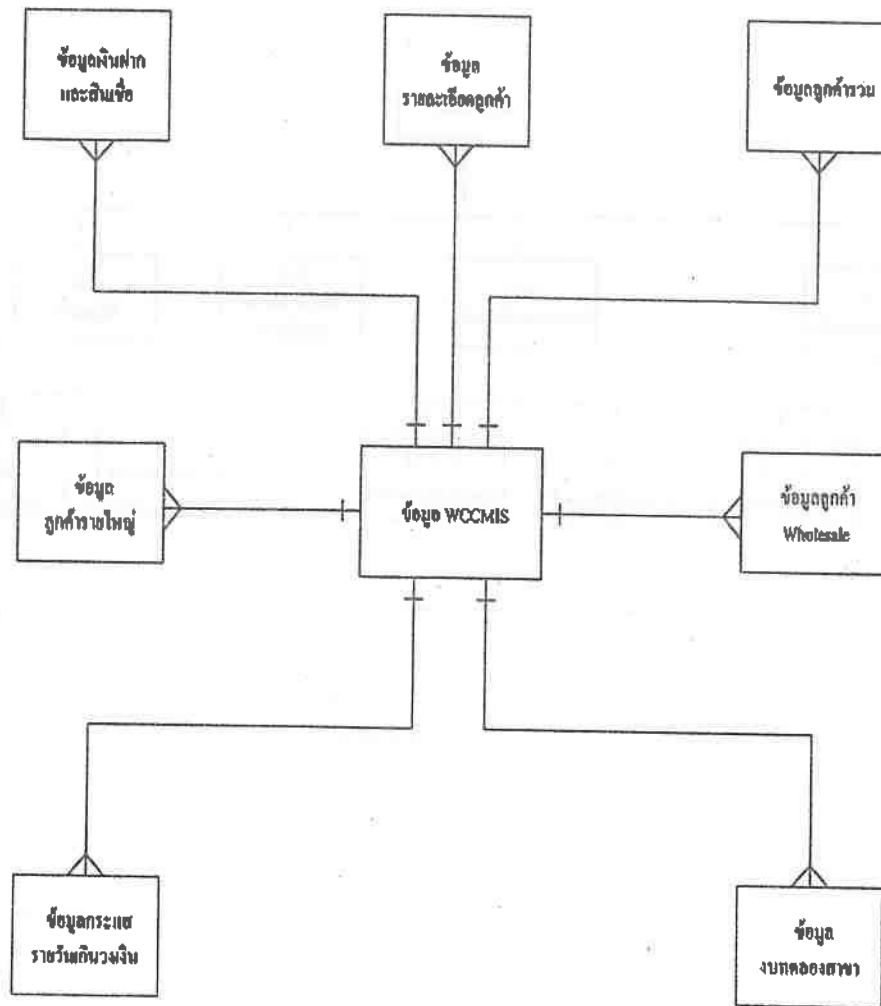 ข้อมูลเงินฝาก
และสินเชื่อ
ข้อมูล
รายละเอียดลูกค้า
ข้อมูลลูกค้ารวม
ข้อมูล
ลูกค้ารายใหญ่
ข้อมูล WCCMIS
ข้อมูลลูกค้า
Wholesale
ข้อมูลกระแส
รายวันเกินวงเงิน
ข้อมูล
งบทดลองสาขา